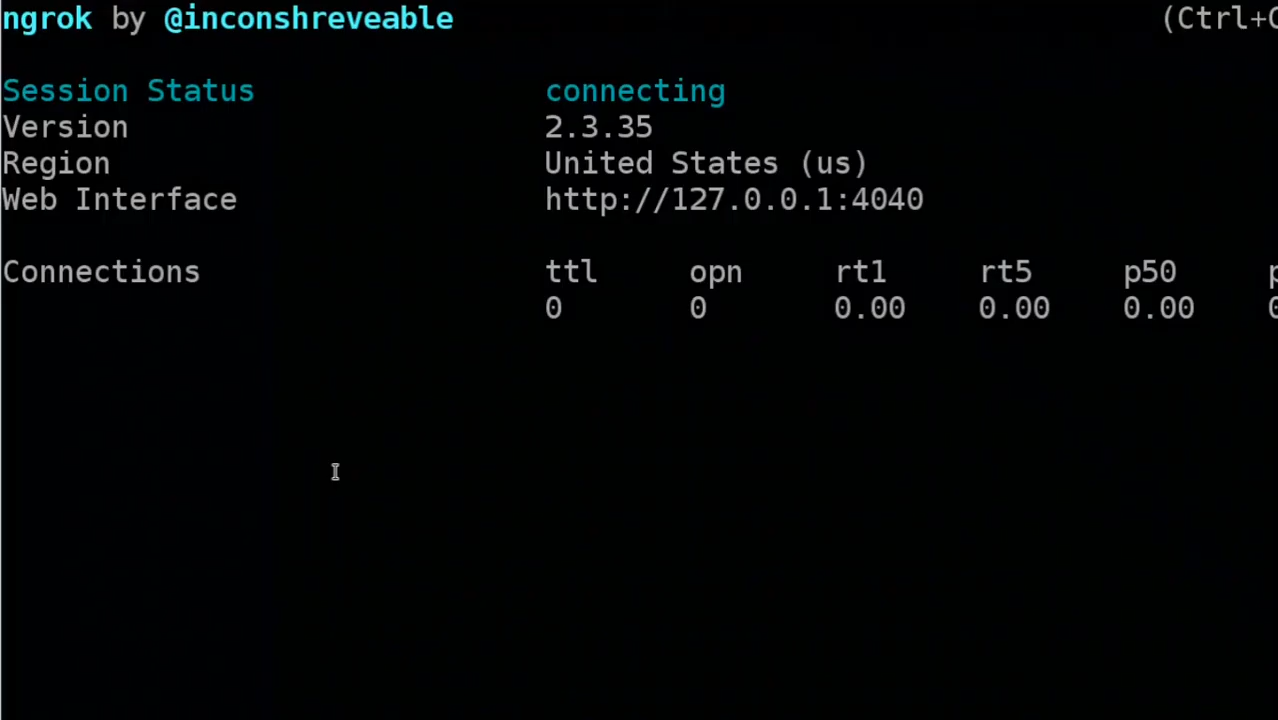 ngrok by @inconshreveable (Ctrl+C
Session Status connecting
Version 2.3.35
Region United States (us)
Web Interface http://127.0.0.1:4040
Connections ttl opn rt1 rt5 p50 p
0 0 0.00 0.00 0.00 0